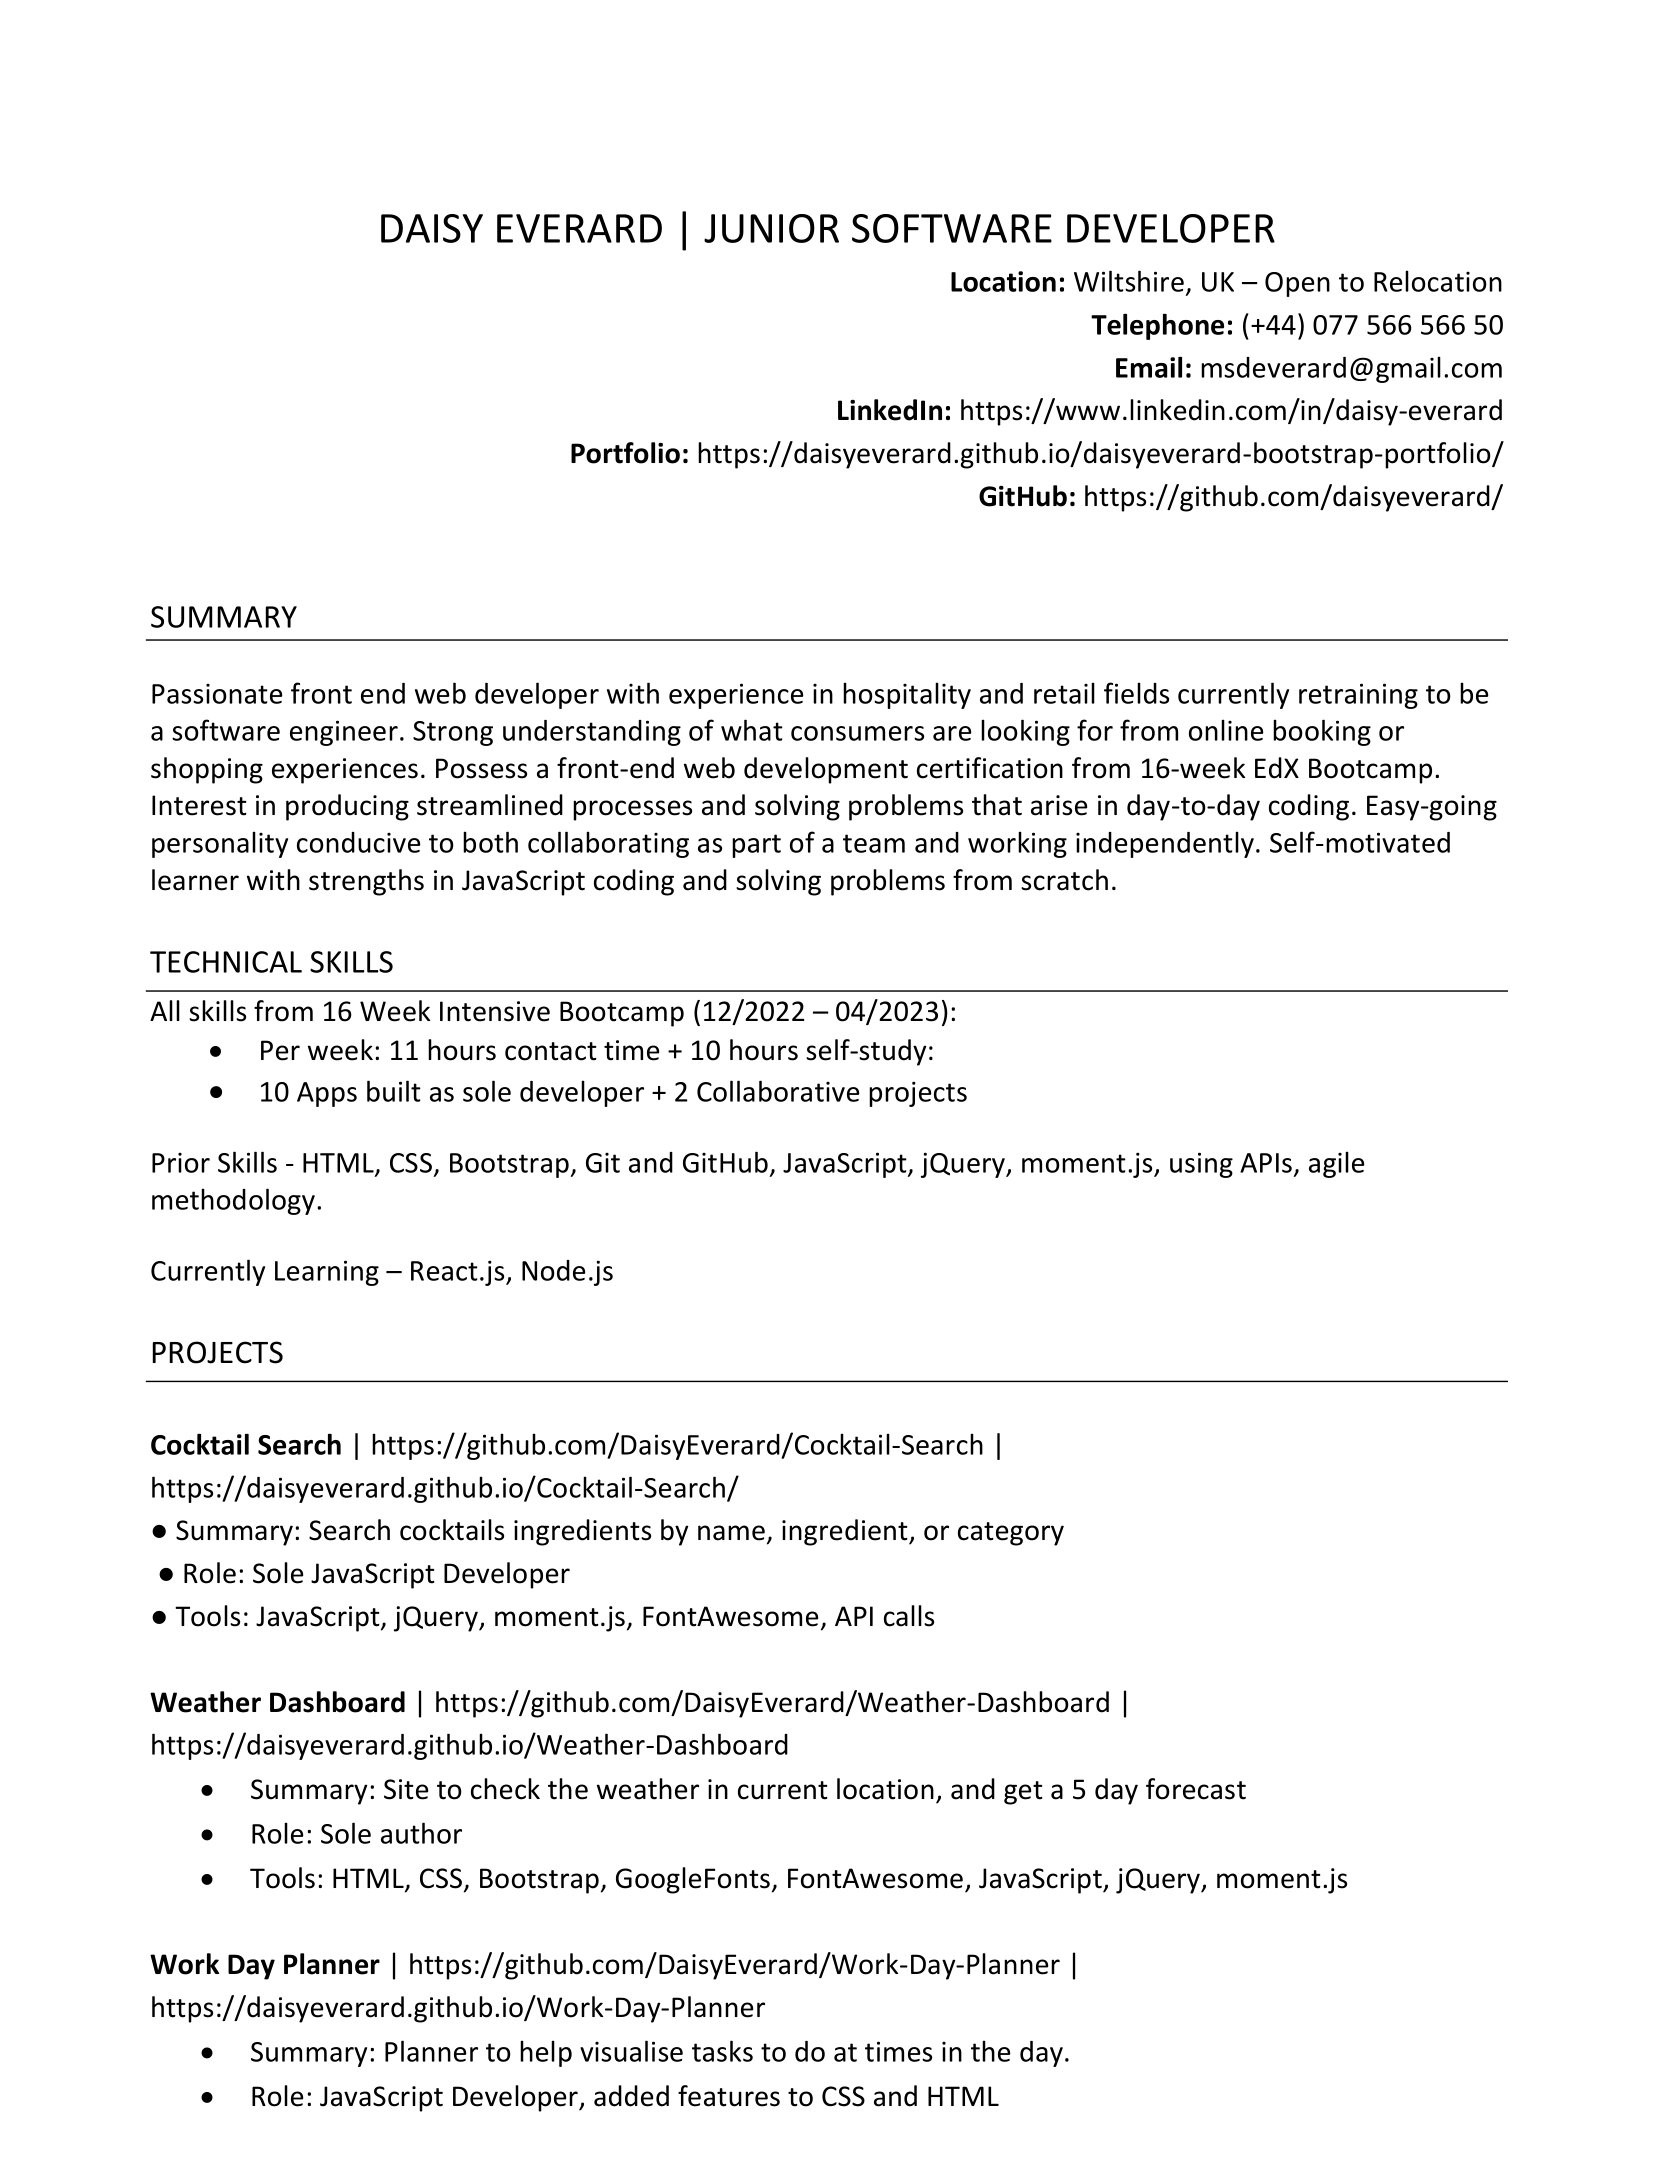 DAISY EVERARD | JUNIOR SOFTWARE DEVELOPER
Location: Wiltshire, UK – Open to Relocation
Telephone: (+44) 077 566 566 50
Email: msdeverard@gmail.com
LinkedIn: https://www.linkedin.com/in/daisy-everard
Portfolio: https://daisyeverard.github.io/daisyeverard-bootstrap-portfolio/
GitHub: https://github.com/daisyeverard/
SUMMARY
Passionate front end web developer with experience in hospitality and retail fields currently retraining to be
a software engineer. Strong understanding of what consumers are looking for from online booking or
shopping experiences. Possess a front-end web development certification from 16-week EdX Bootcamp.
Interest in producing streamlined processes and solving problems that arise in day-to-day coding. Easy-going
personality conducive to both collaborating as part of a team and working independently. Self-motivated
learner with strengths in JavaScript coding and solving problems from scratch.
TECHNICAL SKILLS
All skills from 16 Week Intensive Bootcamp (12/2022 – 04/2023):
• Per week: 11 hours contact time + 10 hours self-study:
• 10 Apps built as sole developer + 2 Collaborative projects
Prior Skills - HTML, CSS, Bootstrap, Git and GitHub, JavaScript, jQuery, moment.js, using APIs, agile
methodology.
Currently Learning – React.js, Node.js
PROJECTS
Cocktail Search | https://github.com/DaisyEverard/Cocktail-Search |
https://daisyeverard.github.io/Cocktail-Search/
● Summary: Search cocktails ingredients by name, ingredient, or category
● Role: Sole JavaScript Developer
● Tools: JavaScript, jQuery, moment.js, FontAwesome, API calls
Weather Dashboard | https://github.com/DaisyEverard/Weather-Dashboard |
https://daisyeverard.github.io/Weather-Dashboard
• Summary: Site to check the weather in current location, and get a 5 day forecast
• Role: Sole author
• Tools: HTML, CSS, Bootstrap, GoogleFonts, FontAwesome, JavaScript, jQuery, moment.js
Work Day Planner | https://github.com/DaisyEverard/Work-Day-Planner |
https://daisyeverard.github.io/Work-Day-Planner
• Summary: Planner to help visualise tasks to do at times in the day.
• Role: JavaScript Developer, added features to CSS and HTML